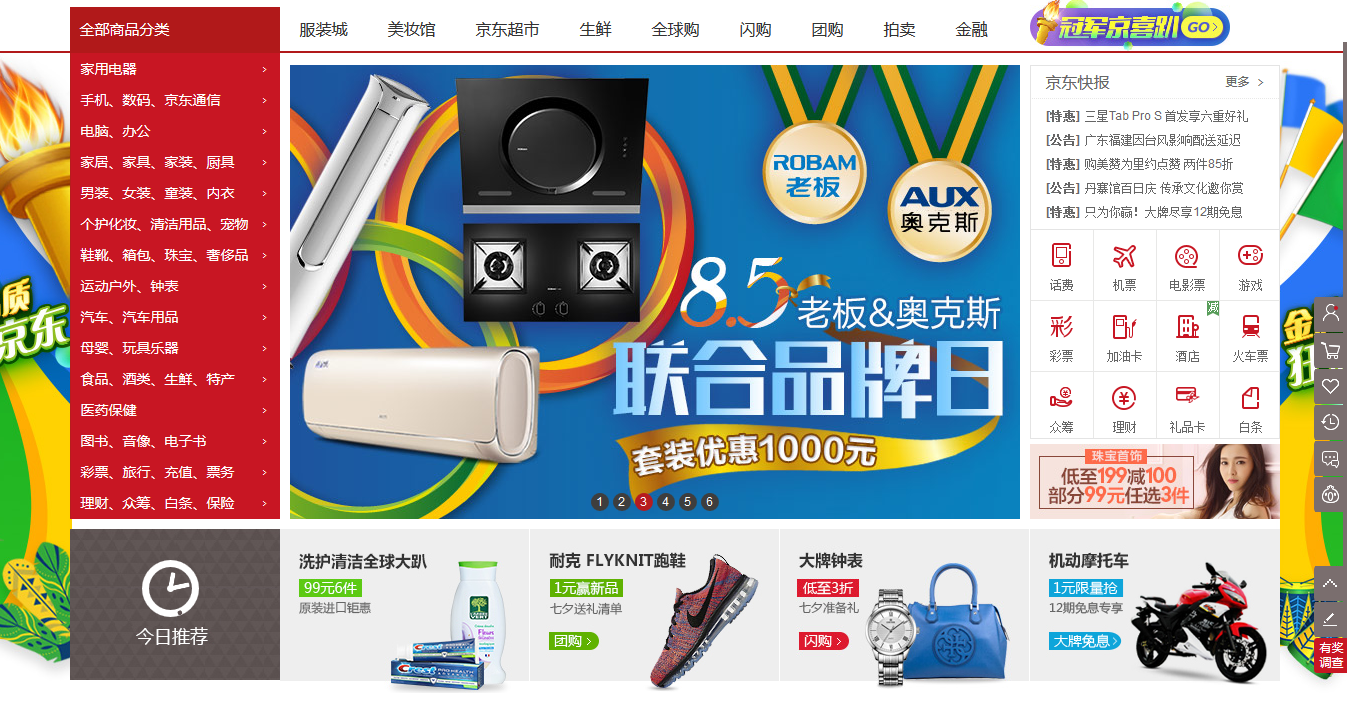 全部商品分类
服装城 美妆馆 京东超市 生鲜 全球购 闪购 团购 拍卖 金融
冠军京喜趴 GO
家用电器
手机、数码、京东通信
电脑、办公
家居、家具、家装、厨具
男装、女装、童装、内衣
个护化妆、清洁用品、宠物
鞋靴、箱包、珠宝、奢侈品
运动户外、钟表
汽车、汽车用品
母婴、玩具乐器
食品、酒类、生鲜、特产
医药保健
图书、音像、电子书
彩票、旅行、充值、票务
理财、众筹、白条、保险
质
京东
ROBAM
老板
AUX
奥克斯
8.5
老板&奥克斯
联合品牌日
套装优惠1000元
1 2 3 4 5 6
京东快报 更多 >
[特惠] 三星Tab Pro S 首发享六重好礼
[公告] 广东福建因台风影响配送延迟
[特惠] 购美赞为里约点赞 两件85折
[公告] 丹寨馆百日庆 传承文化邀你赏
[特惠] 只为你赢！大牌尽享12期免息
话费 机票 电影票 游戏
减
彩票 加油卡 酒店 火车票
众筹 理财 礼品卡 白条
珠宝首饰
低至199减100
部分99元任选3件
金
狂
今日推荐
洗护清洁全球大趴
99元6件
原装进口钜惠
Crest
耐克 FLYKNIT跑鞋
1元赢新品
七夕送礼清单
团购 >
大牌钟表
低至3折
七夕准备礼
闪购 >
机动摩托车
1元限量抢
12期免息专享
大牌免息 >
有奖
调查